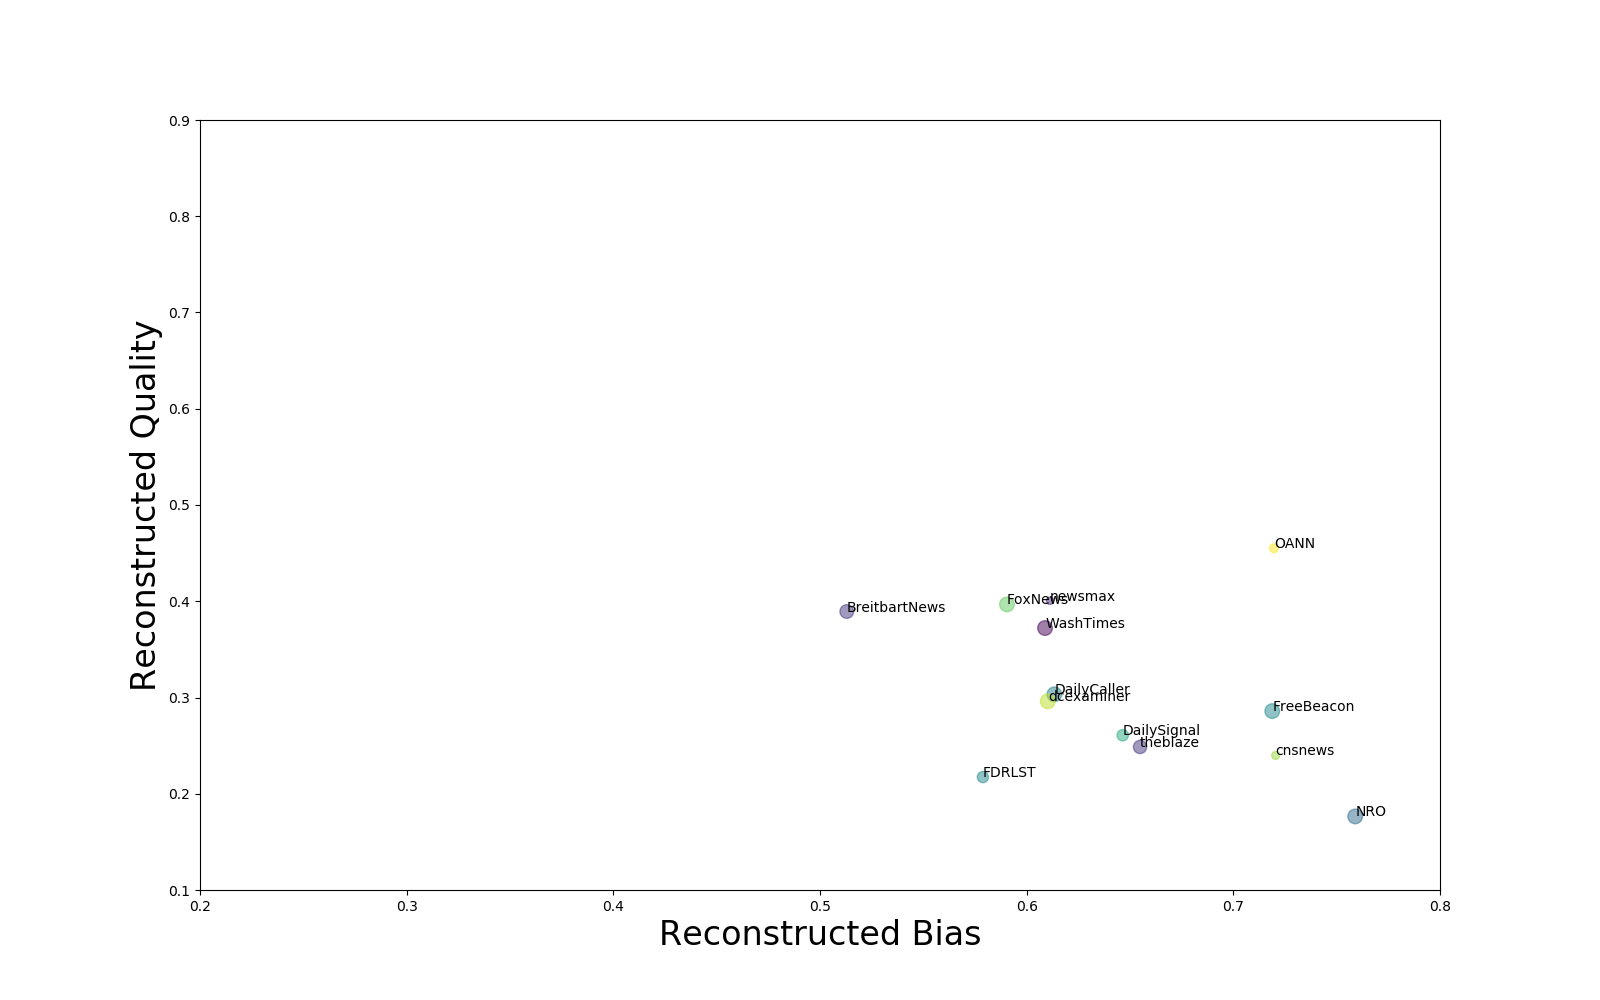 0.9
0.8
0.7
0.6
0.5
0.4
0.3
0.2
0.1
Reconstructed Quality
OANN
newsmax
FoxNews
BreitbartNews
WashTimes
DailyCaller
dcexaminer
FreeBeacon
DailySignal
theblaze
cnsnews
FDRLST
NRO
0.2 0.3 0.4 0.5 0.6 0.7 0.8
Reconstructed Bias